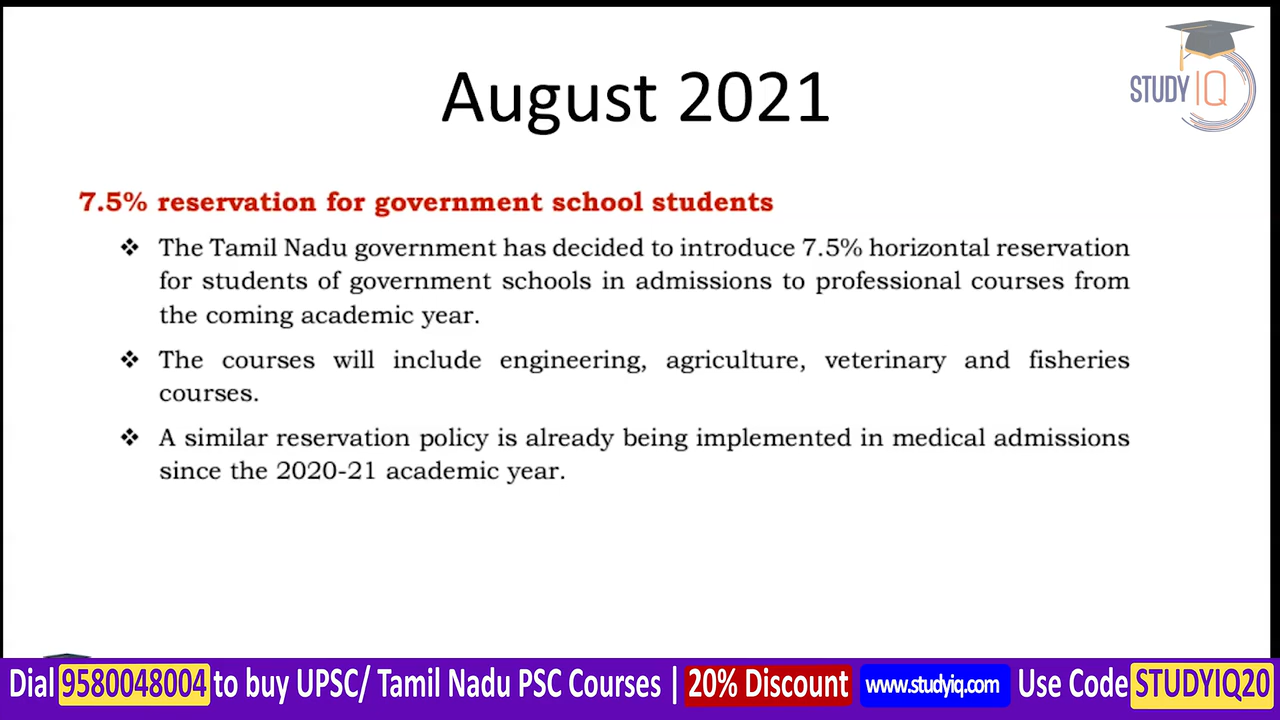 STUDY IQ
August 2021
7.5% reservation for government school students
❖ The Tamil Nadu government has decided to introduce 7.5% horizontal reservation
for students of government schools in admissions to professional courses from
the coming academic year.
❖ The courses will include engineering, agriculture, veterinary and fisheries
courses.
❖ A similar reservation policy is already being implemented in medical admissions
since the 2020-21 academic year.
Dial 9580048004 to buy UPSC/ Tamil Nadu PSC Courses | 20% Discount www.studyiq.com Use Code STUDYIQ20